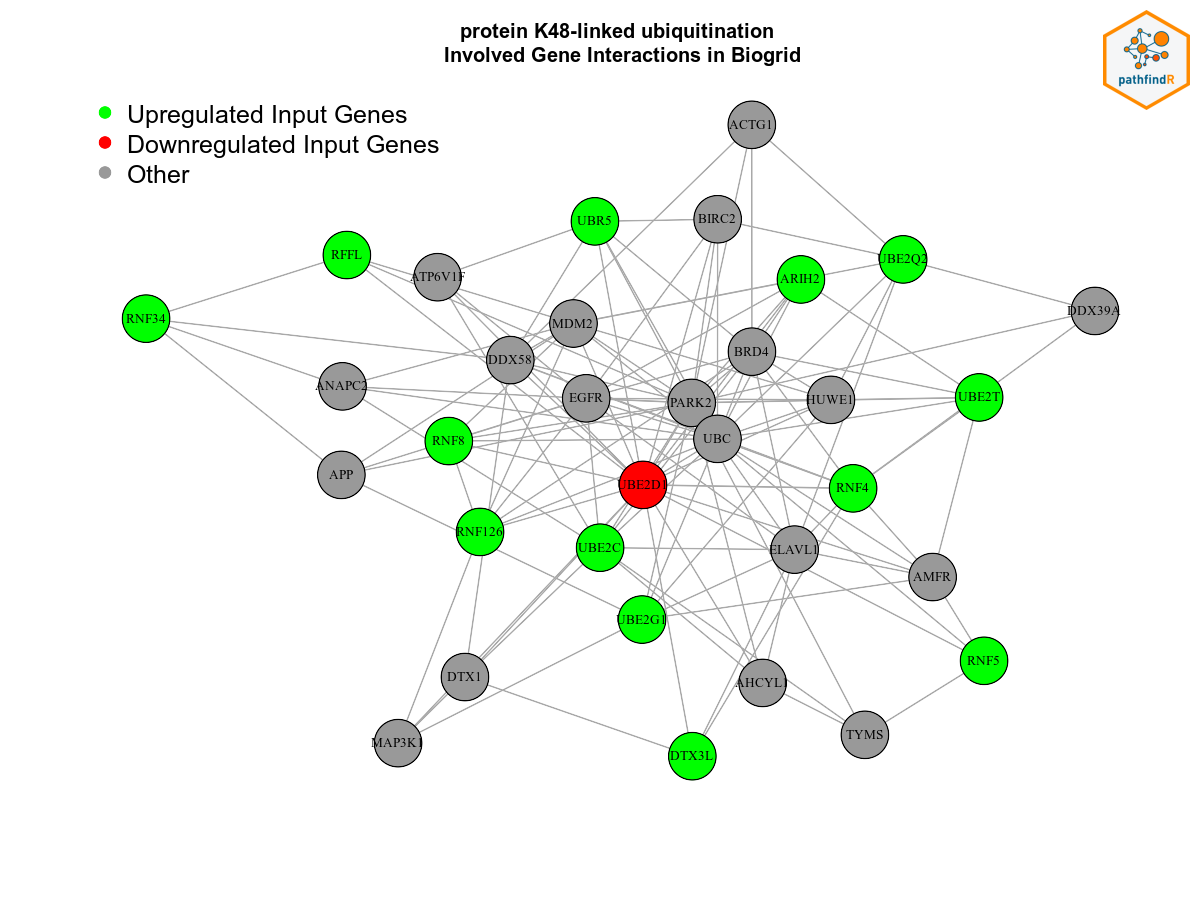 protein K48-linked ubiquitination
Involved Gene Interactions in Biogrid
pathfindR
Upregulated Input Genes
Downregulated Input Genes
Other
ACTG1
UBR5
BIRC2
RFFL
ATP6V1F
ARIH2
UBE2Q2
RNF34
MDM2
DDX39A
DDX58
BRD4
ANAPC2
EGFR
PARK2
HUWE1
UBE2T
RNF8
UBC
APP
UBE2D1
RNF4
RNF126
UBE2C
ELAVL1
AMFR
UBE2G1
RNF5
DTX1
AHCYL1
MAP3K1
TYMS
DTX3L